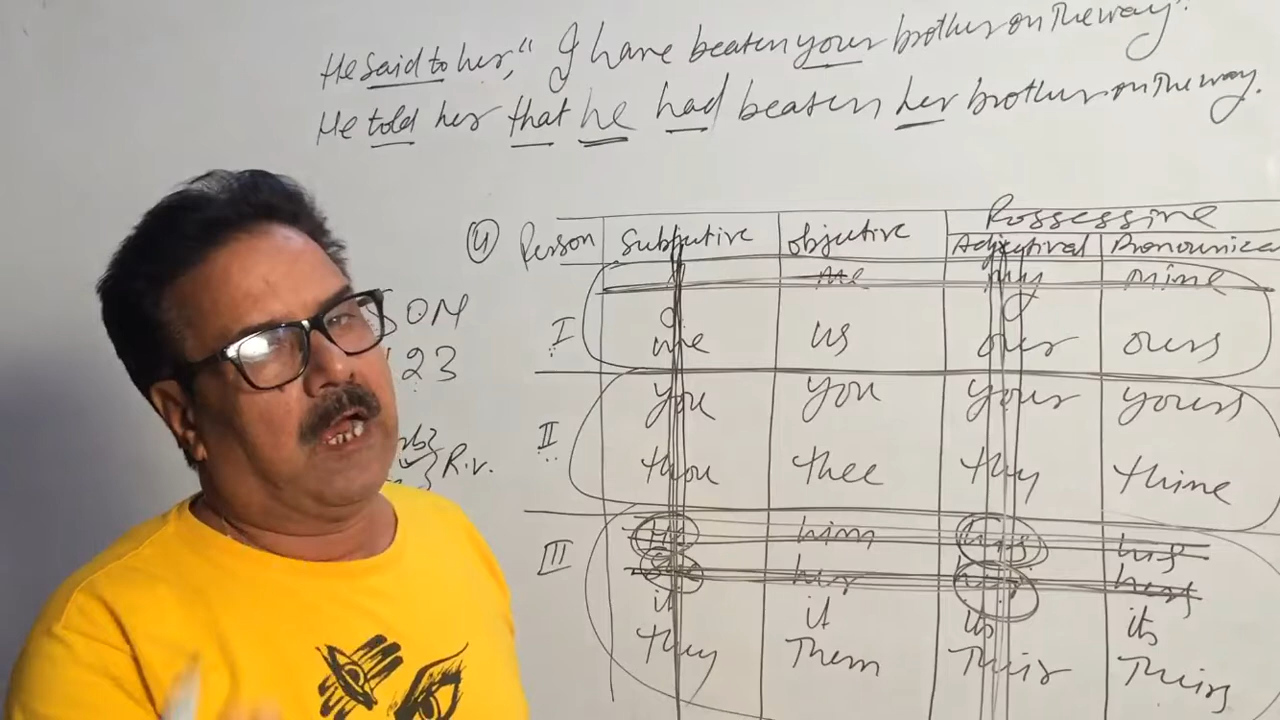 He said to her, "I have beaten your brother on the way".
He told her that he had beaten her brother on the way.
Possessive
Person Subjective objective Adjectival Pronominal
I me my mine
I we us our ours
SON
'23
II you you your yours
R.v.
thou thee thy thine
III He him his his
she her her hers
it it its its
they Them Their Theirs